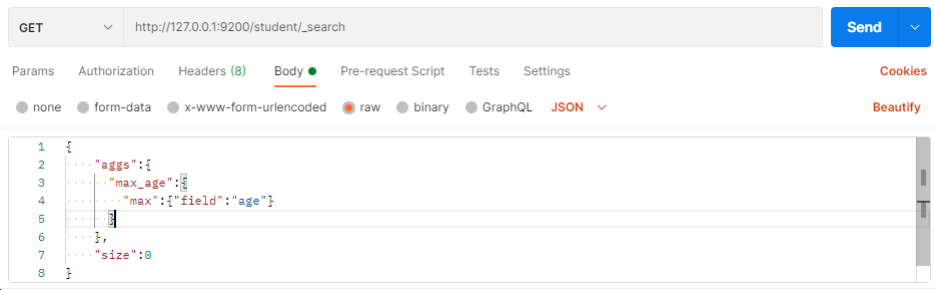 GET http://127.0.0.1:9200/student/_search Send
Params Authorization Headers (8) Body Pre-request Script Tests Settings Cookies
none form-data x-www-form-urlencoded raw binary GraphQL JSON Beautify
1 {
2 ····"aggs":{
3 ······"max_age":{
4 ········"max":{"field":"age"}
5 ······}
6 ····},
7 ····"size":0
8 }